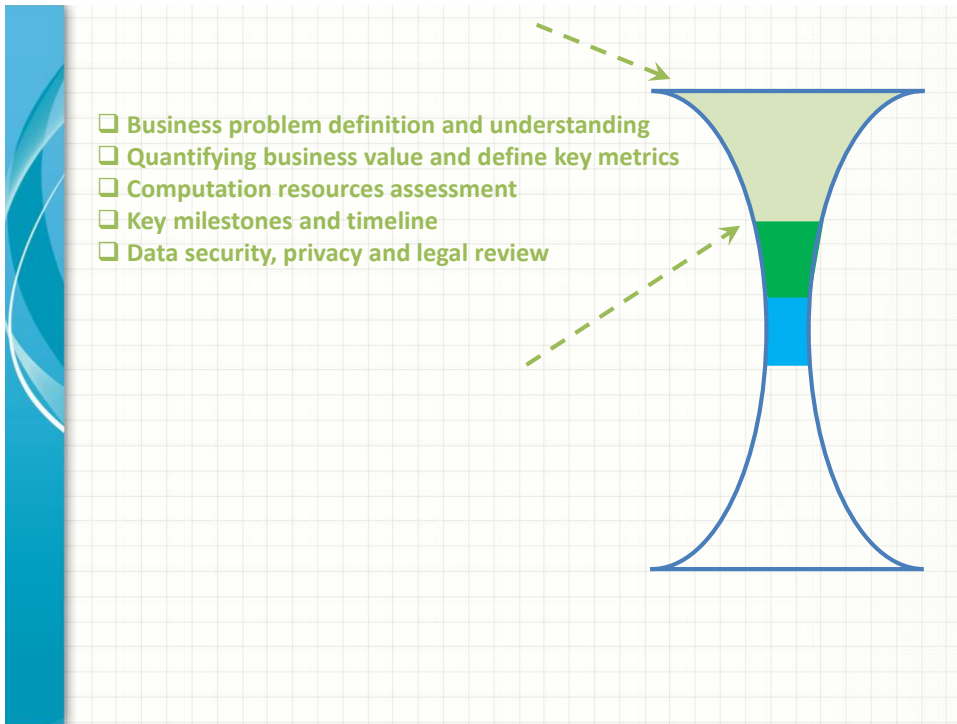 ❑ Business problem definition and understanding
❑ Quantifying business value and define key metrics
❑ Computation resources assessment
❑ Key milestones and timeline
❑ Data security, privacy and legal review